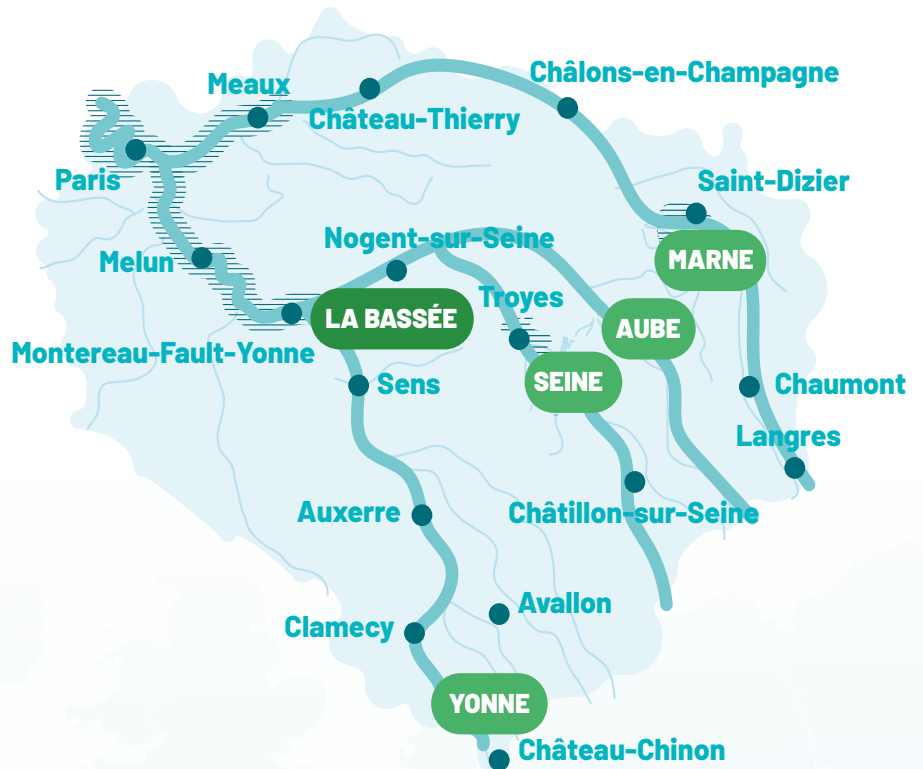 Châlons-en-Champagne
Meaux
Château-Thierry
Paris
Saint-Dizier
Nogent-sur-Seine
MARNE
Melun
Troyes
LA BASSÉE
AUBE
Montereau-Fault-Yonne
SEINE
Sens
Chaumont
Langres
Auxerre
Châtillon-sur-Seine
Avallon
Clamecy
YONNE
Château-Chinon